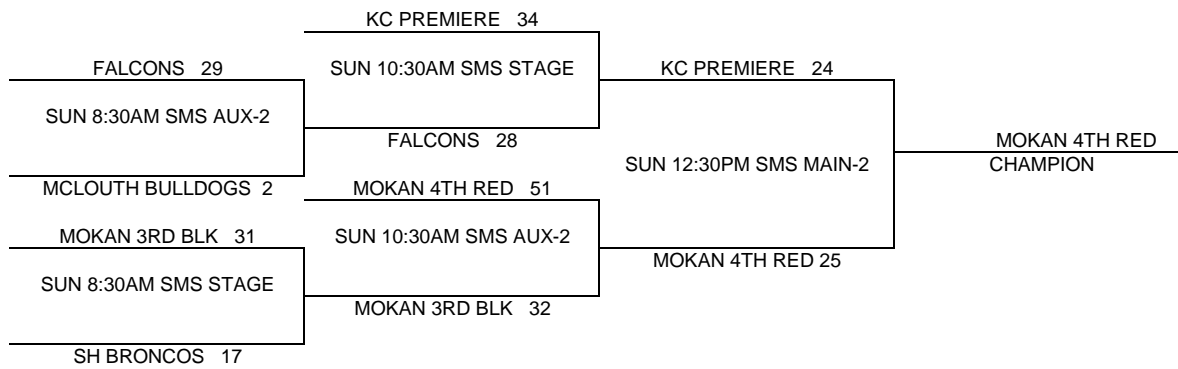 KC PREMIERE 34
FALCONS 29
SUN 10:30AM SMS STAGE
KC PREMIERE 24
SUN 8:30AM SMS AUX-2
FALCONS 28
MOKAN 4TH RED
SUN 12:30PM SMS MAIN-2
CHAMPION
MCLOUTH BULLDOGS 2
MOKAN 4TH RED 51
MOKAN 3RD BLK 31
SUN 10:30AM SMS AUX-2
MOKAN 4TH RED 25
SUN 8:30AM SMS STAGE
MOKAN 3RD BLK 32
SH BRONCOS 17